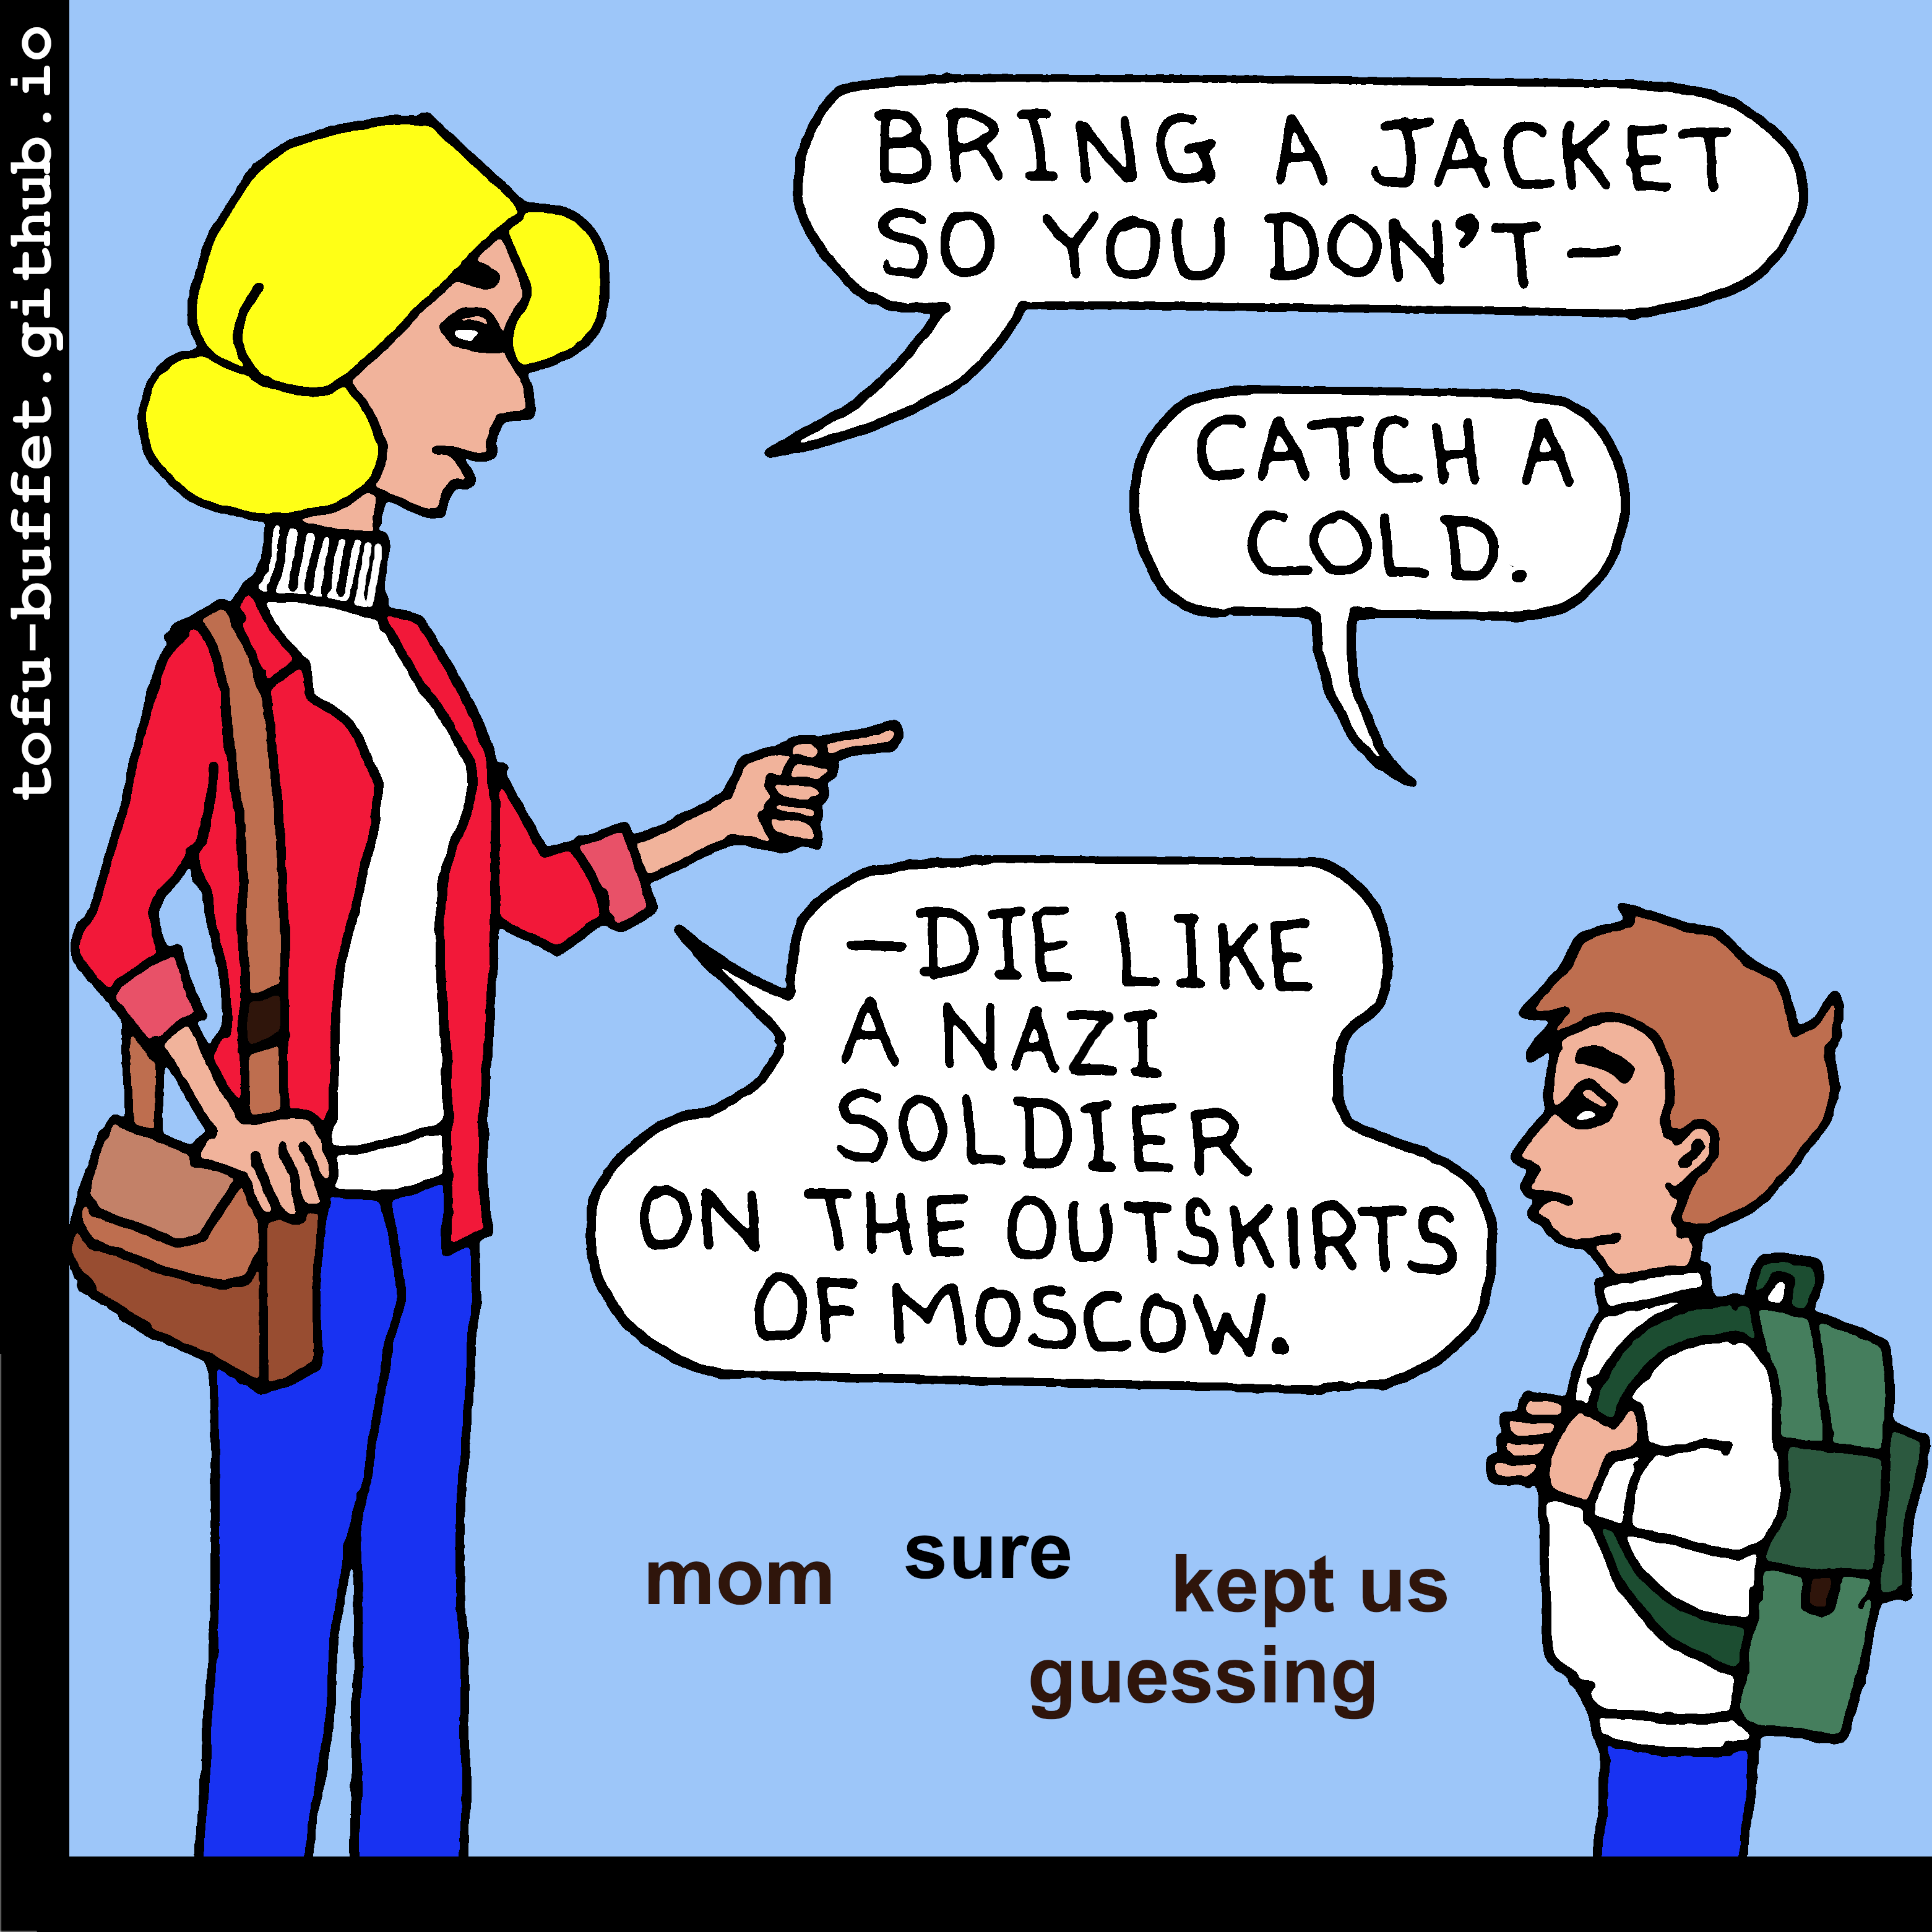 tofu-buffet.github.io
BRING A JACKET
SO YOU DON'T—
CATCH A
COLD.
—DIE LIKE
A NAZI
SOLDIER
ON THE OUTSKIRTS
OF MOSCOW.
mom sure kept us
guessing